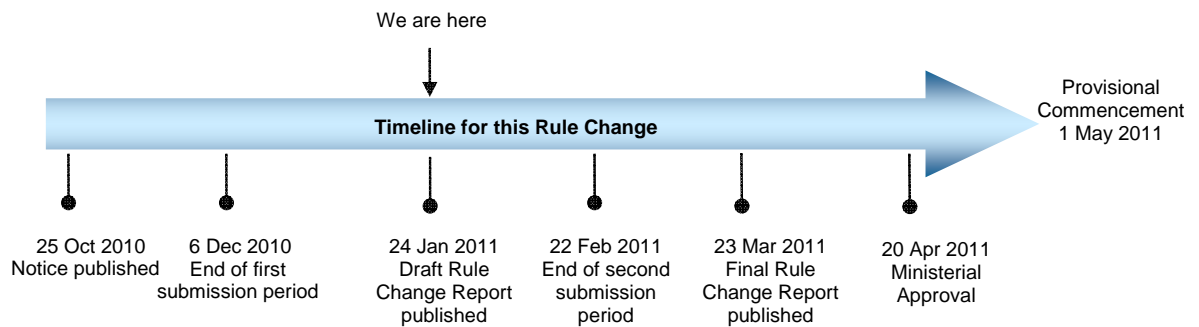 We are here
Timeline for this Rule Change
Provisional
Commencement
1 May 2011
25 Oct 2010
Notice published
6 Dec 2010
End of first
submission period
24 Jan 2011
Draft Rule
Change Report
published
22 Feb 2011
End of second
submission
period
23 Mar 2011
Final Rule
Change Report
published
20 Apr 2011
Ministerial
Approval